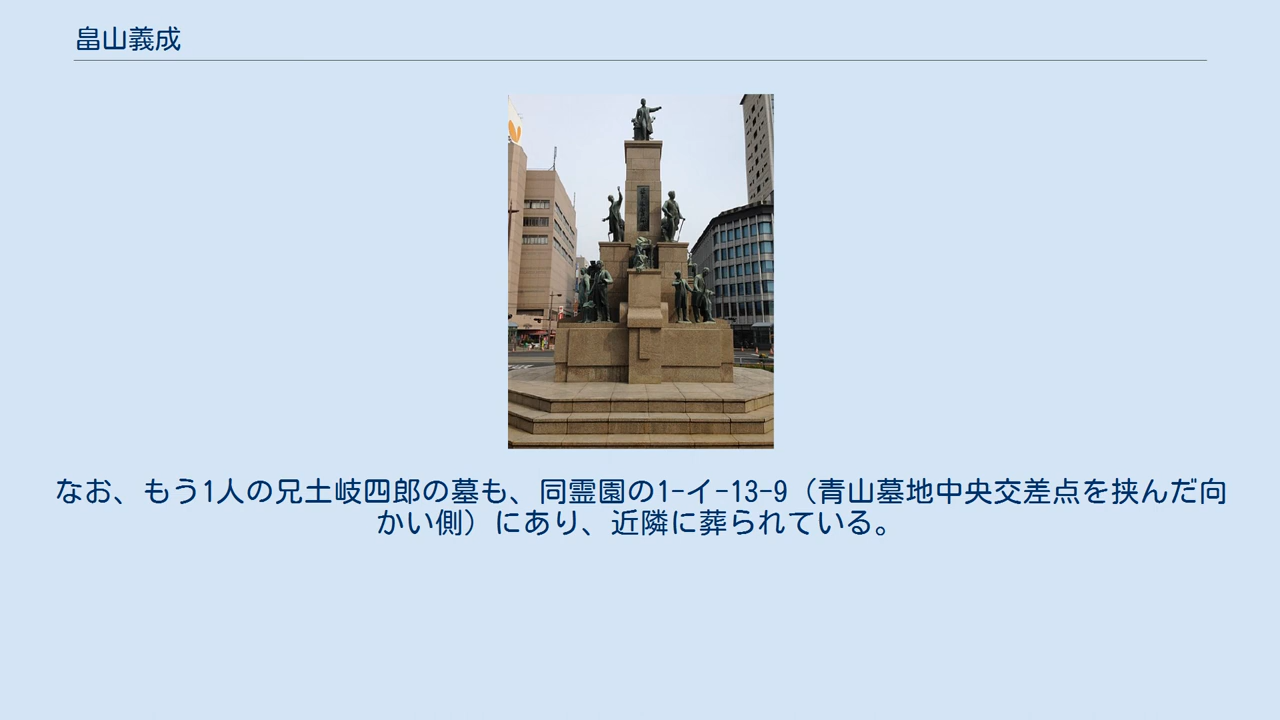 畠山義成
なお、もう1人の兄土岐四郎の墓も、同霊園の1-イ-13-9（青山墓地中央交差点を挟んだ向
かい側）にあり、近隣に葬られている。